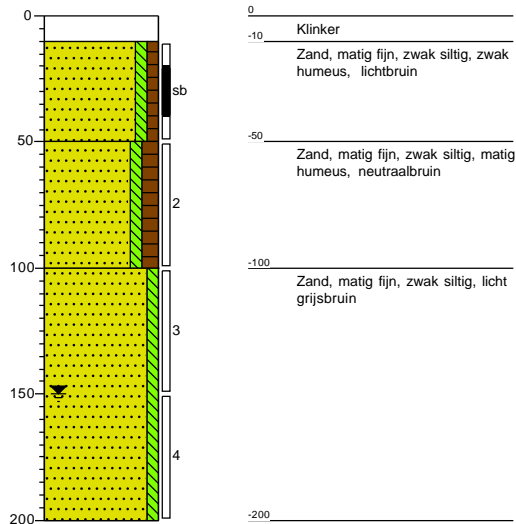 0
50
100
150
200
sb
2
3
4
0
Klinker
-10
Zand, matig fijn, zwak siltig, zwak
humeus, lichtbruin
-50
Zand, matig fijn, zwak siltig, matig
humeus, neutraalbruin
-100
Zand, matig fijn, zwak siltig, licht
grijsbruin
-200